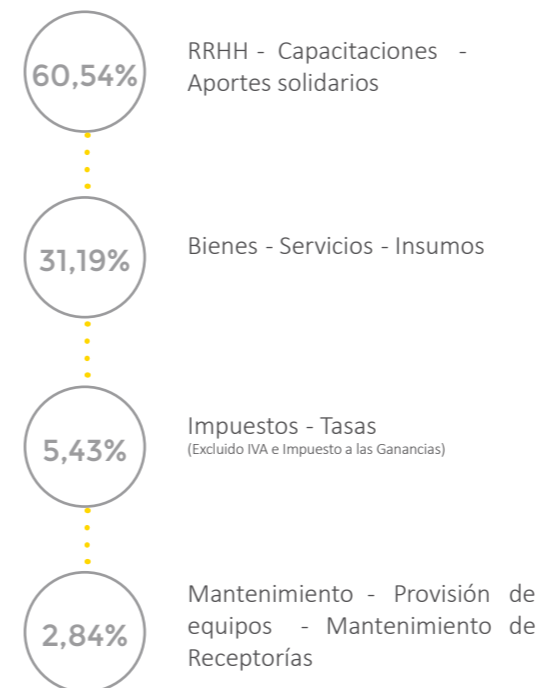 60,54%
RRHH - Capacitaciones -
Aportes solidarios
31,19%
Bienes - Servicios - Insumos
5,43%
Impuestos - Tasas
(Excluido IVA e Impuesto a las Ganancias)
2,84%
Mantenimiento - Provisión de
equipos - Mantenimiento de
Receptorías